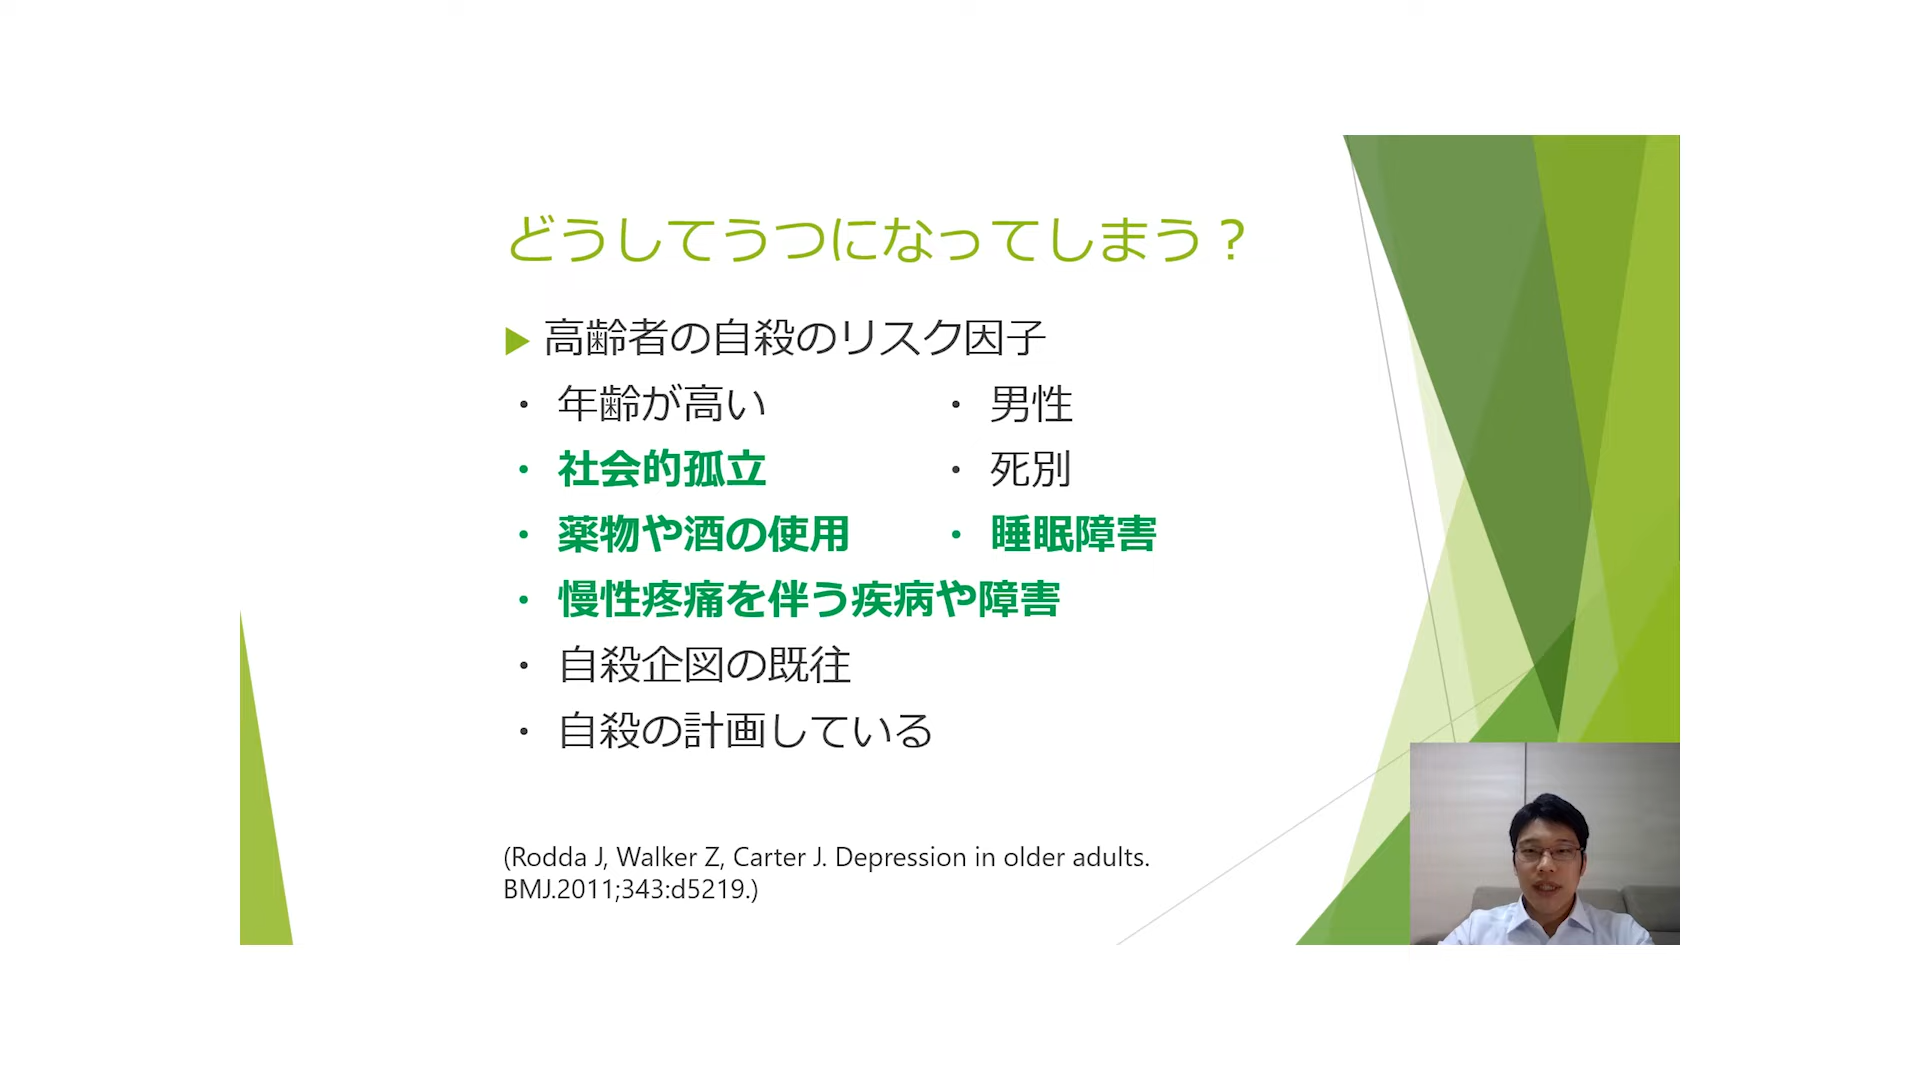 どうしてうつになってしまう？
高齢者の自殺のリスク因子
・ 年齢が高い ・ 男性
・ 社会的孤立 ・ 死別
・ 薬物や酒の使用 ・ 睡眠障害
・ 慢性疼痛を伴う疾病や障害
・ 自殺企図の既往
・ 自殺の計画している
(Rodda J, Walker Z, Carter J. Depression in older adults.
BMJ.2011;343:d5219.)